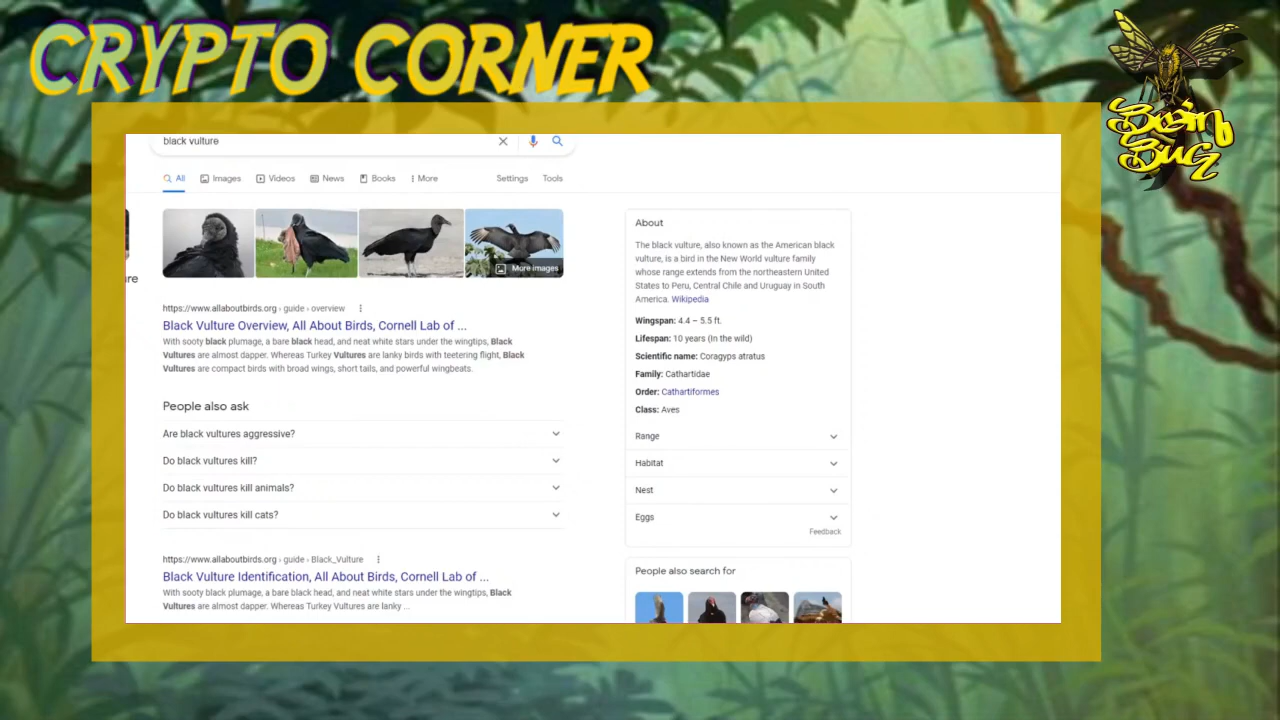 CRYPTO CORNER
Bein
Bug
black vulture
All Images Videos News Books More Settings Tools
ure
More images
https://www.allaboutbirds.org › guide › overview
Black Vulture Overview, All About Birds, Cornell Lab of ...
With sooty black plumage, a bare black head, and neat white stars under the wingtips, Black
Vultures are almost dapper. Whereas Turkey Vultures are lanky birds with teetering flight, Black
Vultures are compact birds with broad wings, short tails, and powerful wingbeats.
People also ask
Are black vultures aggressive?
Do black vultures kill?
Do black vultures kill animals?
Do black vultures kill cats?
https://www.allaboutbirds.org › guide › Black_Vulture
Black Vulture Identification, All About Birds, Cornell Lab of ...
With sooty black plumage, a bare black head, and neat white stars under the wingtips, Black
Vultures are almost dapper. Whereas Turkey Vultures are lanky ...
About
The black vulture, also known as the American black
vulture, is a bird in the New World vulture family
whose range extends from the northeastern United
States to Peru, Central Chile and Uruguay in South
America. Wikipedia
Wingspan: 4.4 – 5.5 ft.
Lifespan: 10 years (In the wild)
Scientific name: Coragyps atratus
Family: Cathartidae
Order: Cathartiformes
Class: Aves
Range
Habitat
Nest
Eggs
Feedback
People also search for